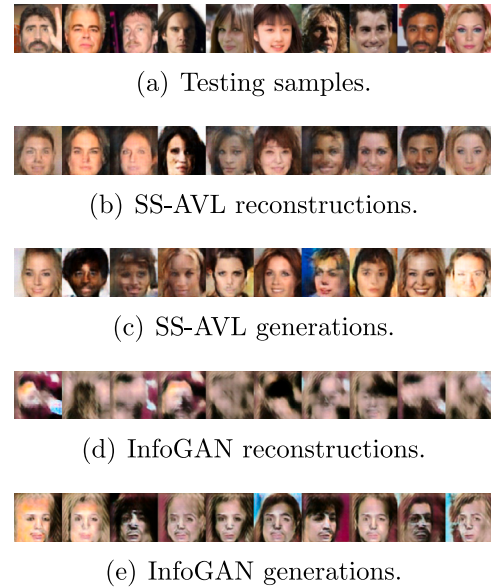 (a) Testing samples.
(b) SS-AVL reconstructions.
(c) SS-AVL generations.
(d) InfoGAN reconstructions.
(e) InfoGAN generations.